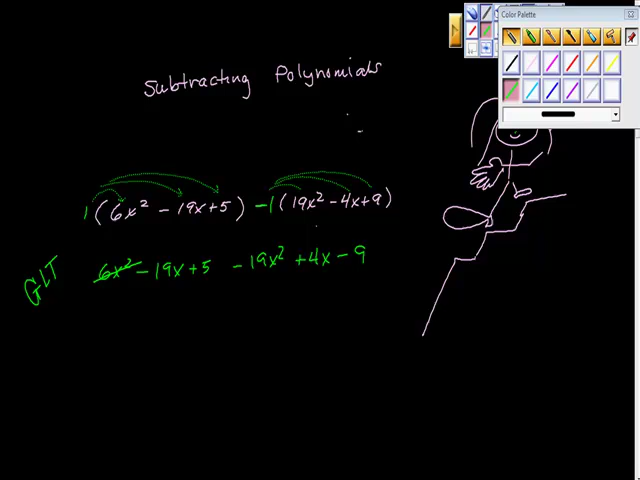 Color Palette
Subtracting Polynomials
1(6x² - 19x + 5) -1(19x² - 4x + 9)
GLT 6x² - 19x + 5 - 19x² + 4x - 9